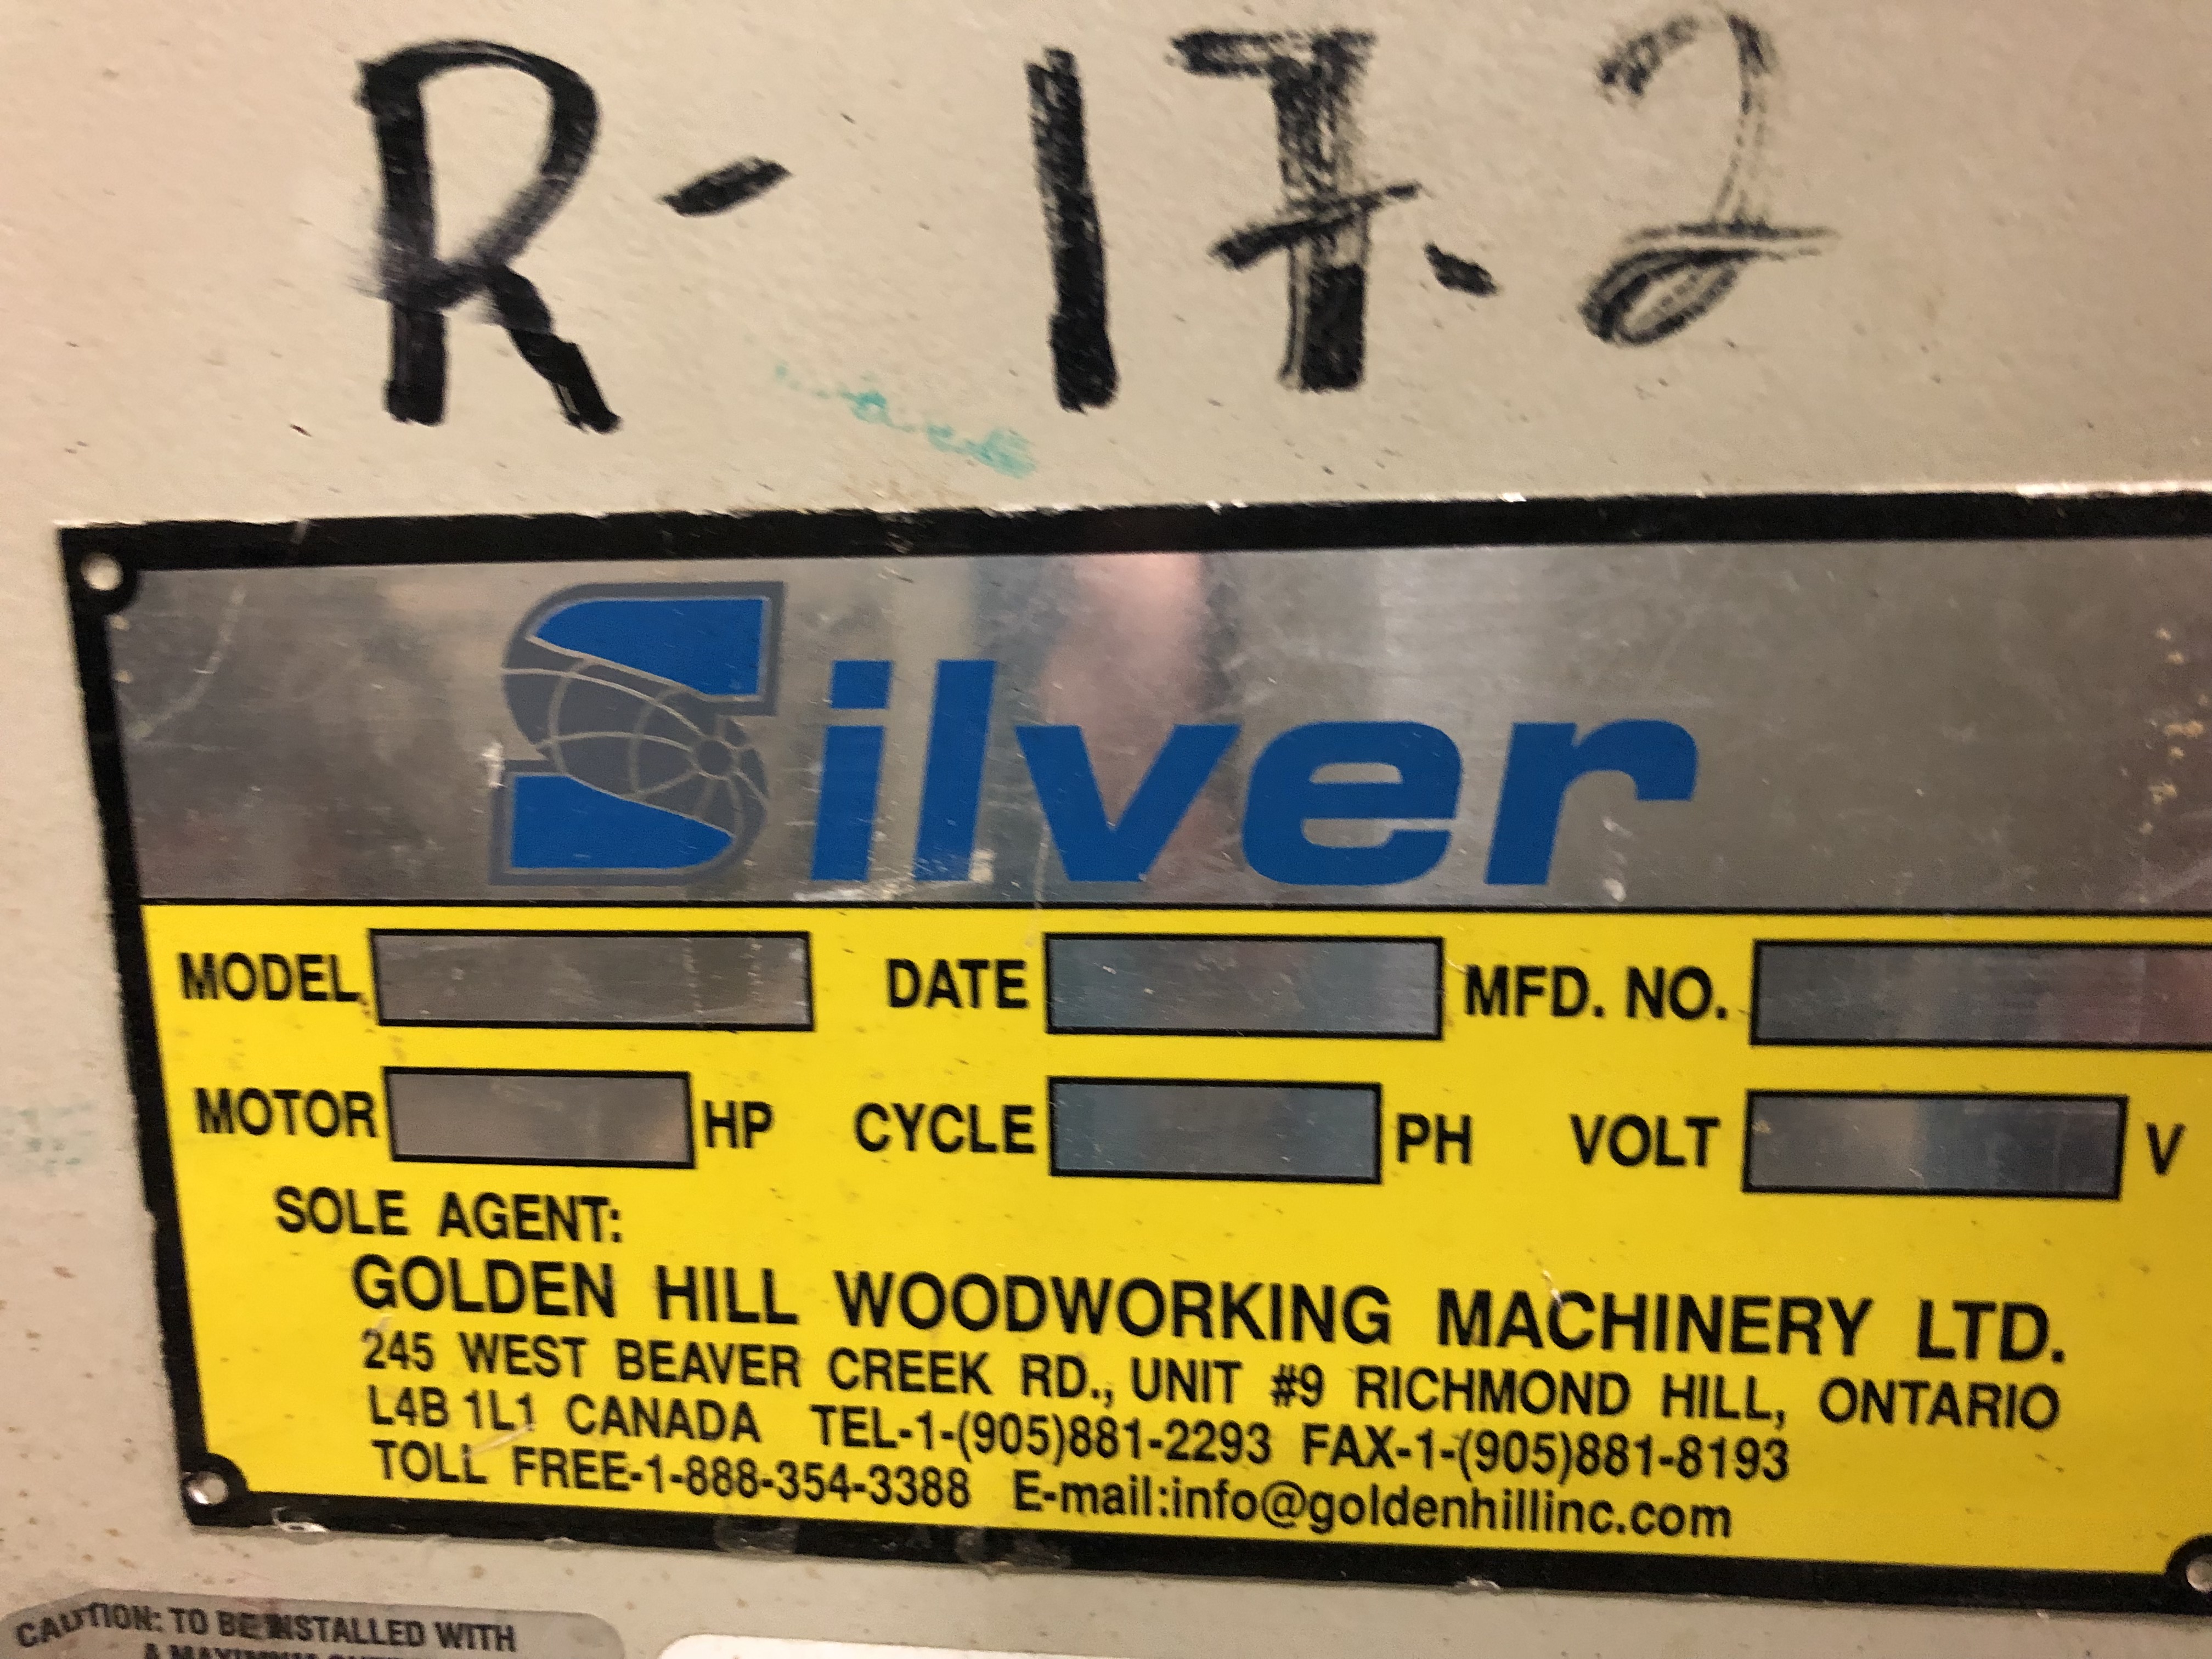 R-17.2
Silver
MODEL DATE MFD. NO.
MOTOR HP CYCLE PH VOLT V
SOLE AGENT:
GOLDEN HILL WOODWORKING MACHINERY LTD.
245 WEST BEAVER CREEK RD., UNIT #9 RICHMOND HILL, ONTARIO
L4B 1L1 CANADA TEL-1-(905)881-2293 FAX-1-(905)881-8193
TOLL FREE-1-888-354-3388 E-mail:info@goldenhillinc.com
CAUTION: TO BE INSTALLED WITH
A MAXIMUM